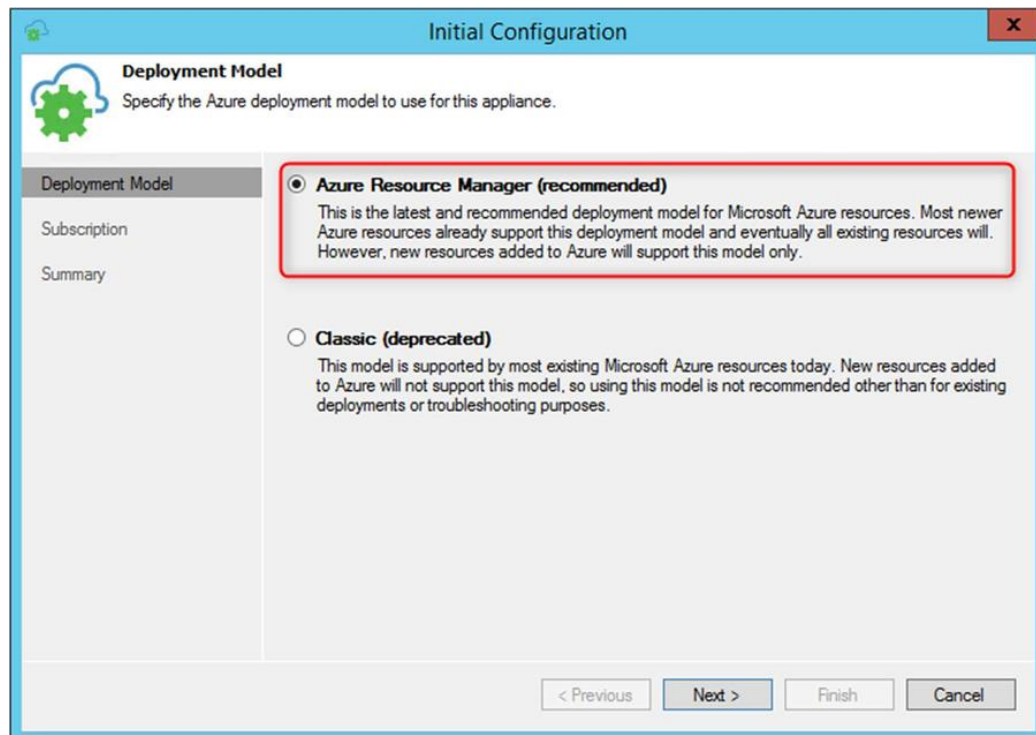 Initial Configuration
x
Deployment Model
Specify the Azure deployment model to use for this appliance.
Deployment Model
Subscription
Summary
Azure Resource Manager (recommended)
This is the latest and recommended deployment model for Microsoft Azure resources. Most newer
Azure resources already support this deployment model and eventually all existing resources will.
However, new resources added to Azure will support this model only.
Classic (deprecated)
This model is supported by most existing Microsoft Azure resources today. New resources added
to Azure will not support this model, so using this model is not recommended other than for existing
deployments or troubleshooting purposes.
< Previous
Next >
Finish
Cancel